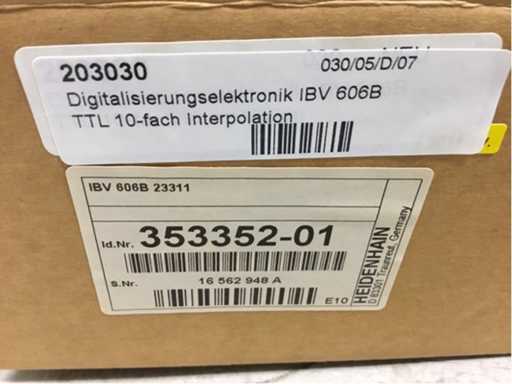 203030
030/05/D/07
Digitalisierungselektronik IBV 606B
TTL 10-fach Interpolation
IBV 606B 23311
Id.Nr. 353352-01
S.Nr. 16 562 948 A
E10
HEIDENHAIN
D 83301 Traunreut, Germany